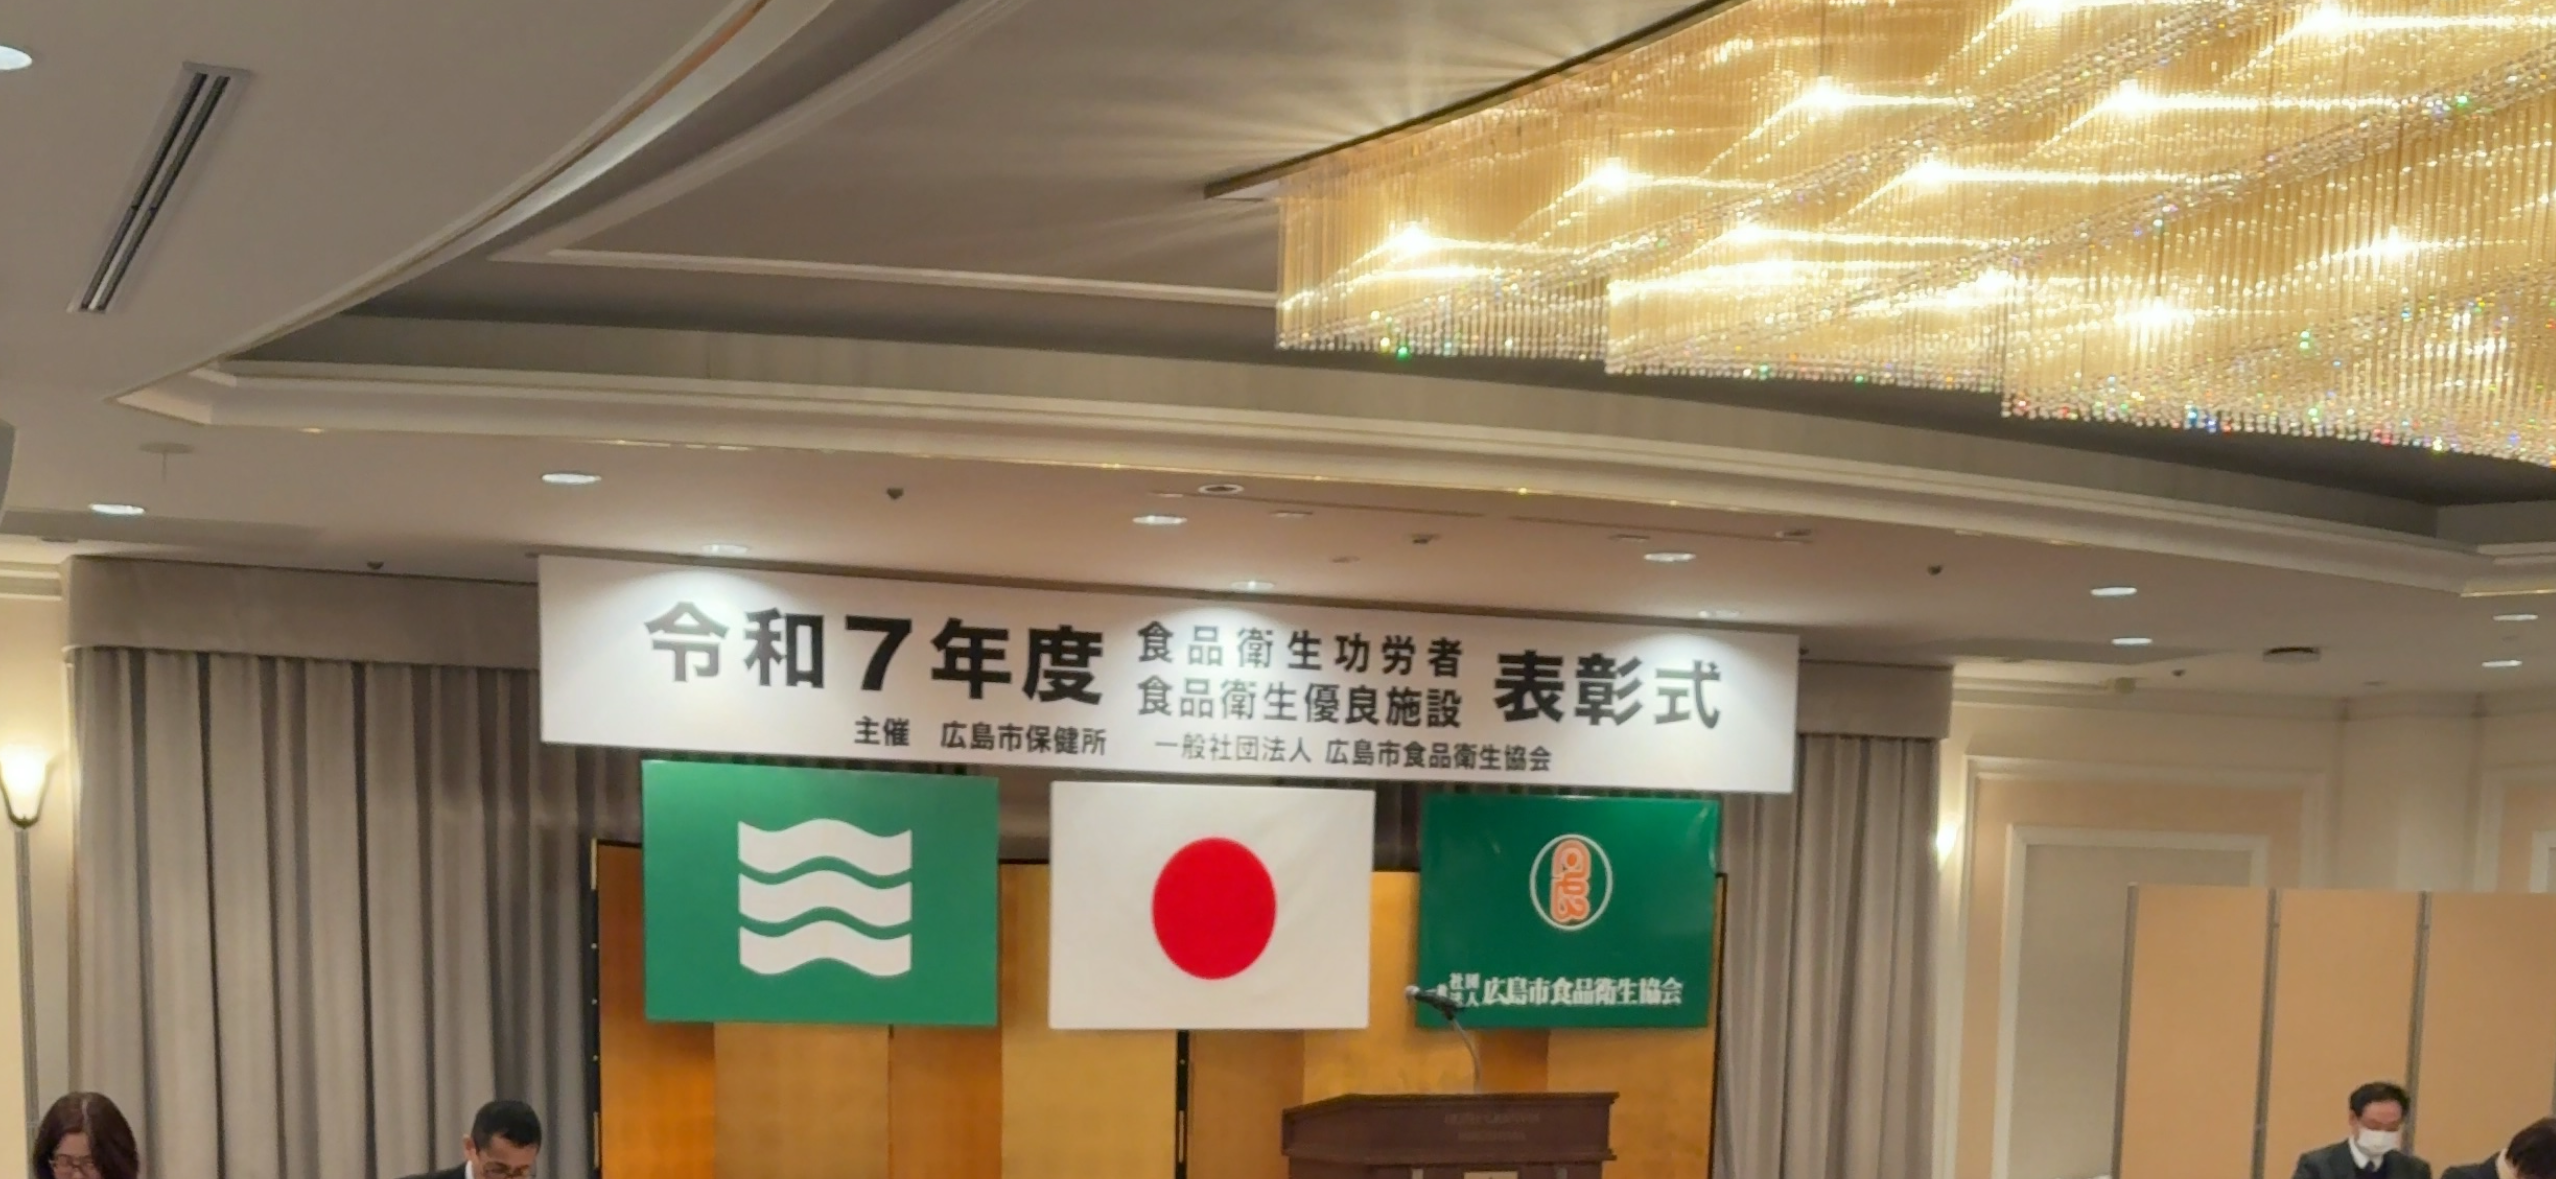 令和7年度 食品衛生功労者 表彰式
食品衛生優良施設
主催 広島市保健所 一般社団法人 広島市食品衛生協会
広島市食品衛生協会